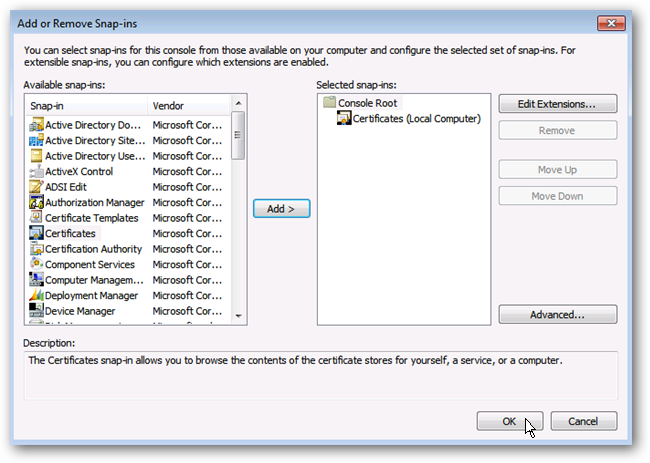 Add or Remove Snap-ins
You can select snap-ins for this console from those available on your computer and configure the selected set of snap-ins. For
extensible snap-ins, you can configure which extensions are enabled.
Available snap-ins:
Snap-in Vendor
Active Directory Do... Microsoft Cor...
Active Directory Site... Microsoft Cor...
Active Directory Use... Microsoft Cor...
ActiveX Control Microsoft Cor...
ADSI Edit Microsoft Cor...
Authorization Manager Microsoft Cor...
Certificate Templates Microsoft Cor...
Certificates Microsoft Cor...
Certification Authority Microsoft Cor...
Component Services Microsoft Cor...
Computer Managem... Microsoft Cor...
Deployment Manager Microsoft Cor...
Device Manager Microsoft Cor...
Add >
Selected snap-ins:
Console Root
Certificates (Local Computer)
Edit Extensions...
Remove
Move Up
Move Down
Advanced...
Description:
The Certificates snap-in allows you to browse the contents of the certificate stores for yourself, a service, or a computer.
OK
Cancel